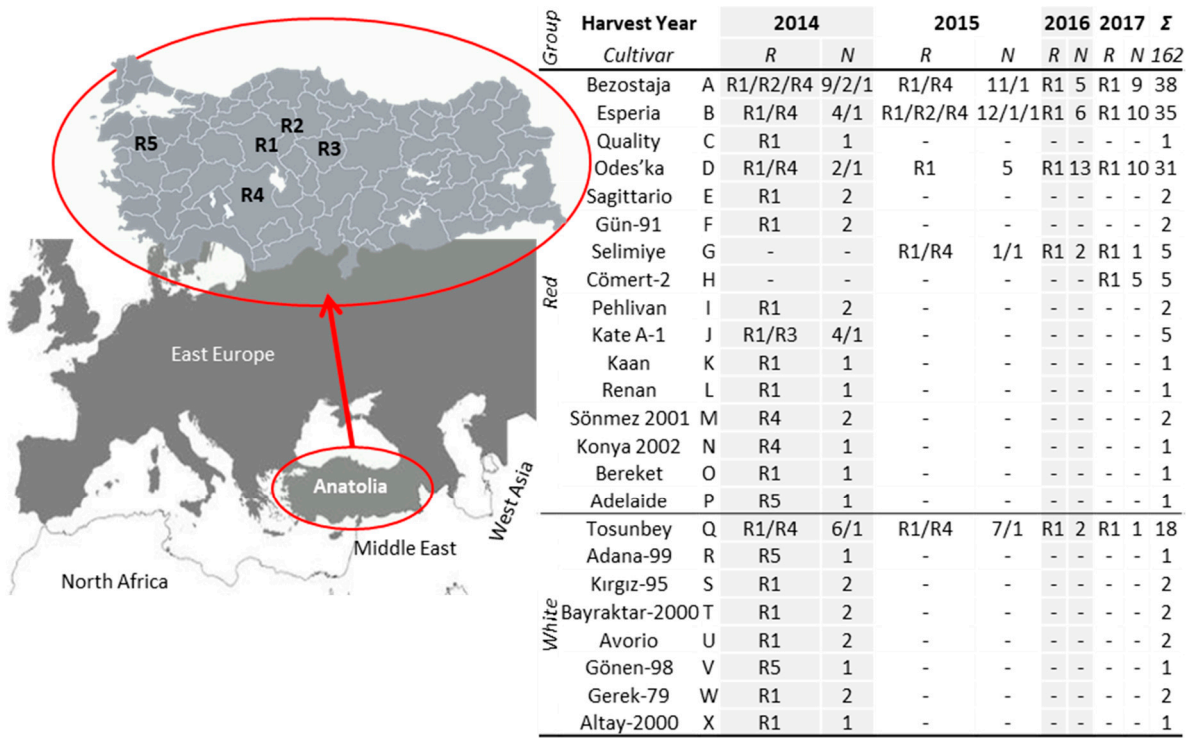 R2
R5
R1
R3
R4
East Europe
Anatolia
West Asia
Middle East
North Africa
Group Harvest Year 2014 2015 2016 2017 Σ
Cultivar R N R N R N R N 162
Red
Bezostaja A R1/R2/R4 9/2/1 R1/R4 11/1 R1 5 R1 9 38
Esperia B R1/R4 4/1 R1/R2/R4 12/1/1 R1 6 R1 10 35
Quality C R1 1 - - - - - - 1
Odes'ka D R1/R4 2/1 R1 5 R1 13 R1 10 31
Sagittario E R1 2 - - - - - - 2
Gün-91 F R1 2 - - - - - - 2
Selimiye G - - R1/R4 1/1 R1 2 R1 1 5
Cömert-2 H - - - - - - R1 5 5
Pehlivan I R1 2 - - - - - - 2
Kate A-1 J R1/R3 4/1 - - - - - - 5
Kaan K R1 1 - - - - - - 1
Renan L R1 1 - - - - - - 1
Sönmez 2001 M R4 2 - - - - - - 2
Konya 2002 N R4 1 - - - - - - 1
Bereket O R1 1 - - - - - - 1
Adelaide P R5 1 - - - - - - 1
White
Tosunbey Q R1/R4 6/1 R1/R4 7/1 R1 2 R1 1 18
Adana-99 R R5 1 - - - - - - 1
Kırgız-95 S R1 2 - - - - - - 2
Bayraktar-2000 T R1 2 - - - - - - 2
Avorio U R1 2 - - - - - - 2
Gönen-98 V R5 1 - - - - - - 1
Gerek-79 W R1 2 - - - - - - 2
Altay-2000 X R1 1 - - - - - - 1